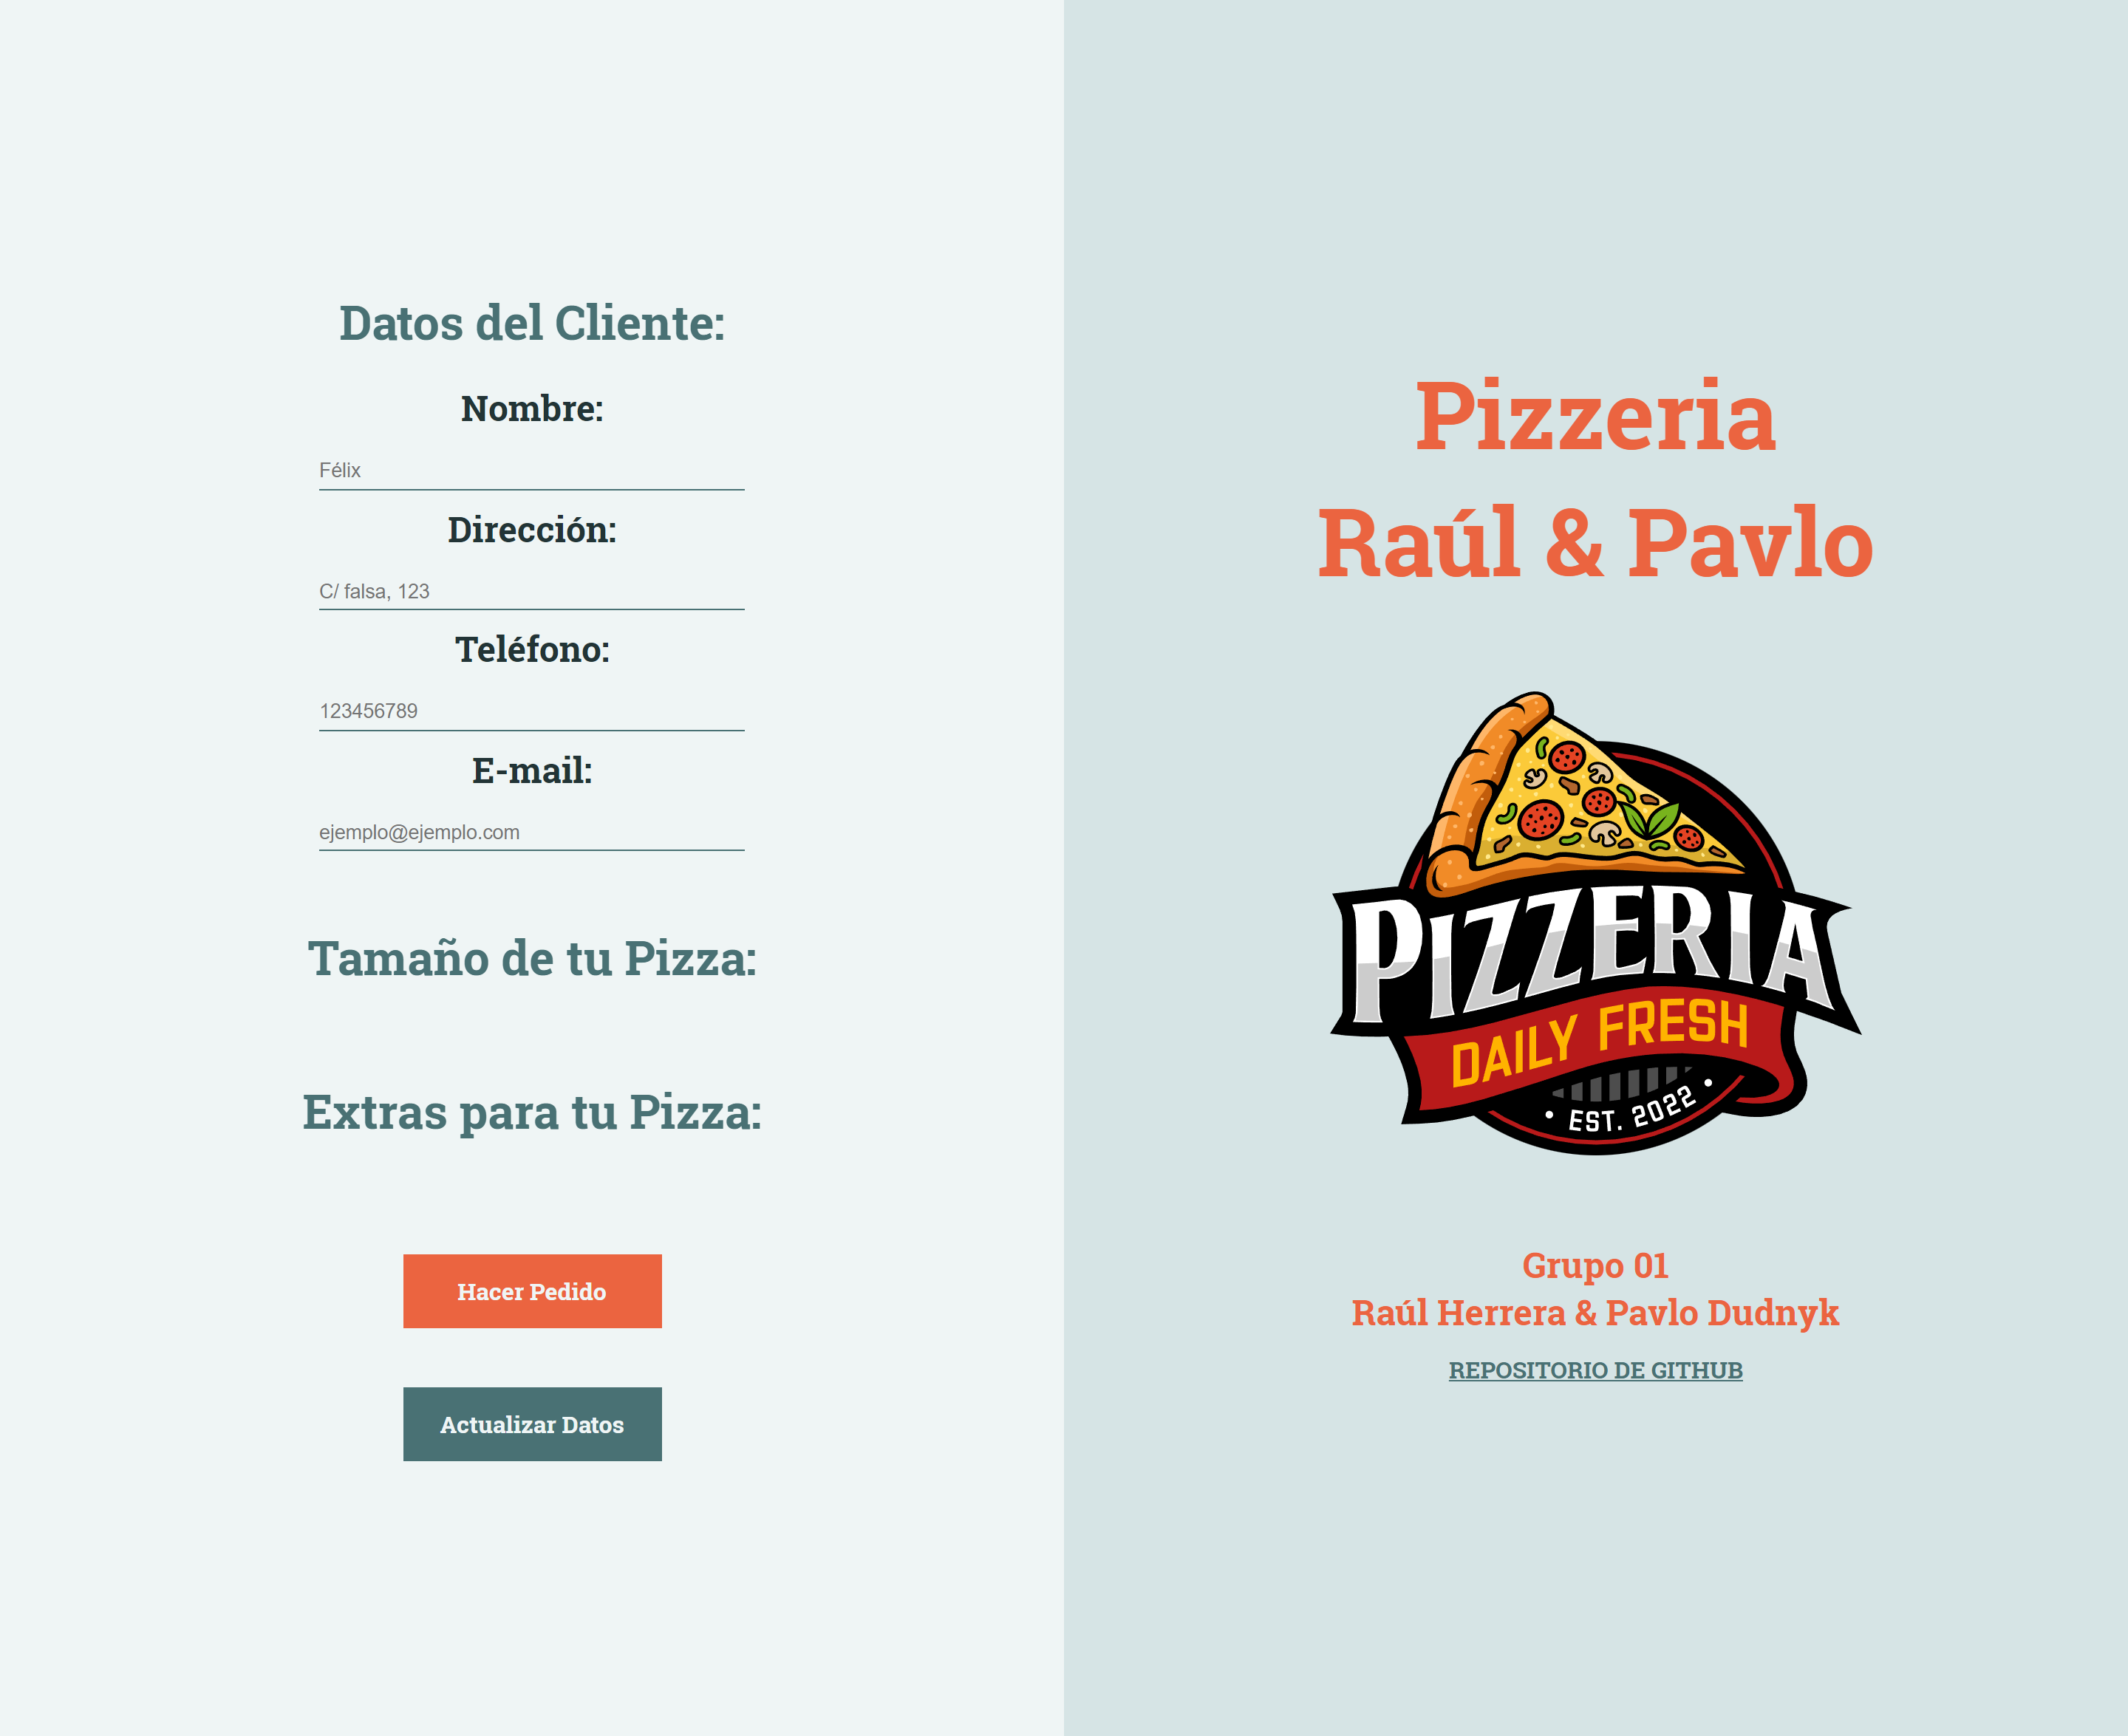 Datos del Cliente:
Nombre:
Félix
Dirección:
C/ falsa, 123
Teléfono:
123456789
E-mail:
ejemplo@ejemplo.com
Tamaño de tu Pizza:
Extras para tu Pizza:
Hacer Pedido
Actualizar Datos
Pizzeria
Raúl & Pavlo
PIZZERIA
DAILY FRESH
• EST. 2022 •
Grupo 01
Raúl Herrera & Pavlo Dudnyk
REPOSITORIO DE GITHUB